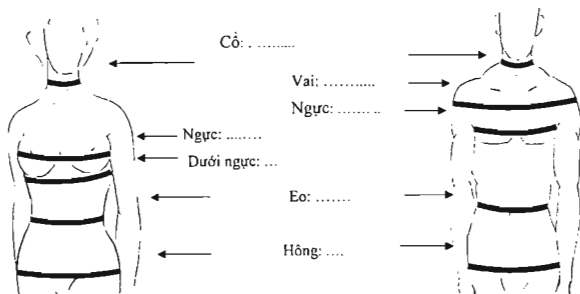 Cổ: . ..........
Vai: ............
Ngực: ........ ..
Ngực: .........
Dưới ngực: ...
Eo: .......
Hông: ....